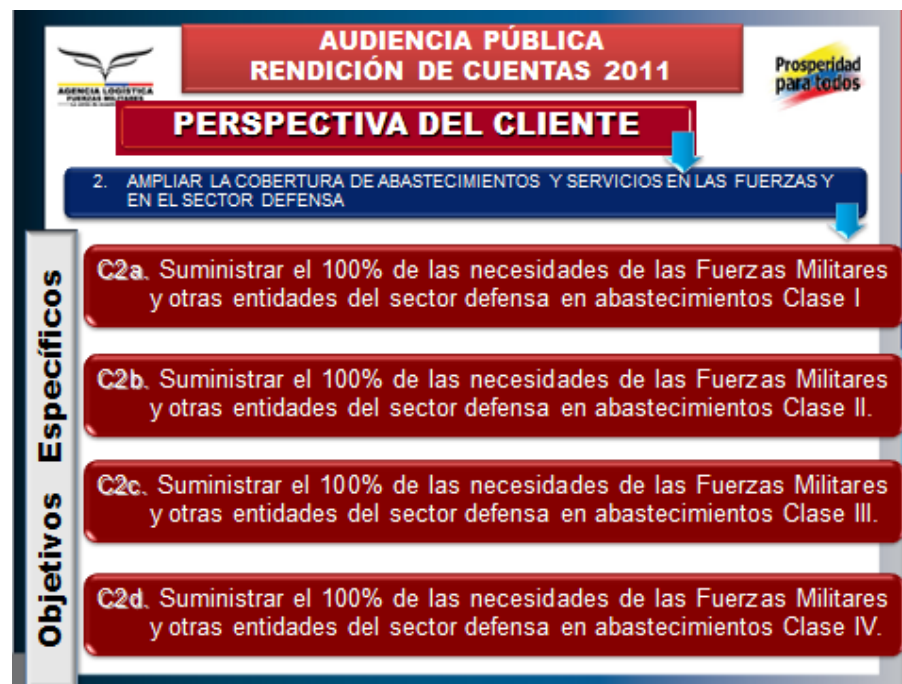 AUDIENCIA PÚBLICA
RENDICIÓN DE CUENTAS 2011
AGENCIA LOGÍSTICA
FUERZAS MILITARES
Prosperidad
para todos
PERSPECTIVA DEL CLIENTE
2. AMPLIAR LA COBERTURA DE ABASTECIMIENTOS Y SERVICIOS EN LAS FUERZAS Y
EN EL SECTOR DEFENSA
Objetivos Específicos
C2a. Suministrar el 100% de las necesidades de las Fuerzas Militares
y otras entidades del sector defensa en abastecimientos Clase I
C2b. Suministrar el 100% de las necesidades de las Fuerzas Militares
y otras entidades del sector defensa en abastecimientos Clase II.
C2c. Suministrar el 100% de las necesidades de las Fuerzas Militares
y otras entidades del sector defensa en abastecimientos Clase III.
C2d. Suministrar el 100% de las necesidades de las Fuerzas Militares
y otras entidades del sector defensa en abastecimientos Clase IV.